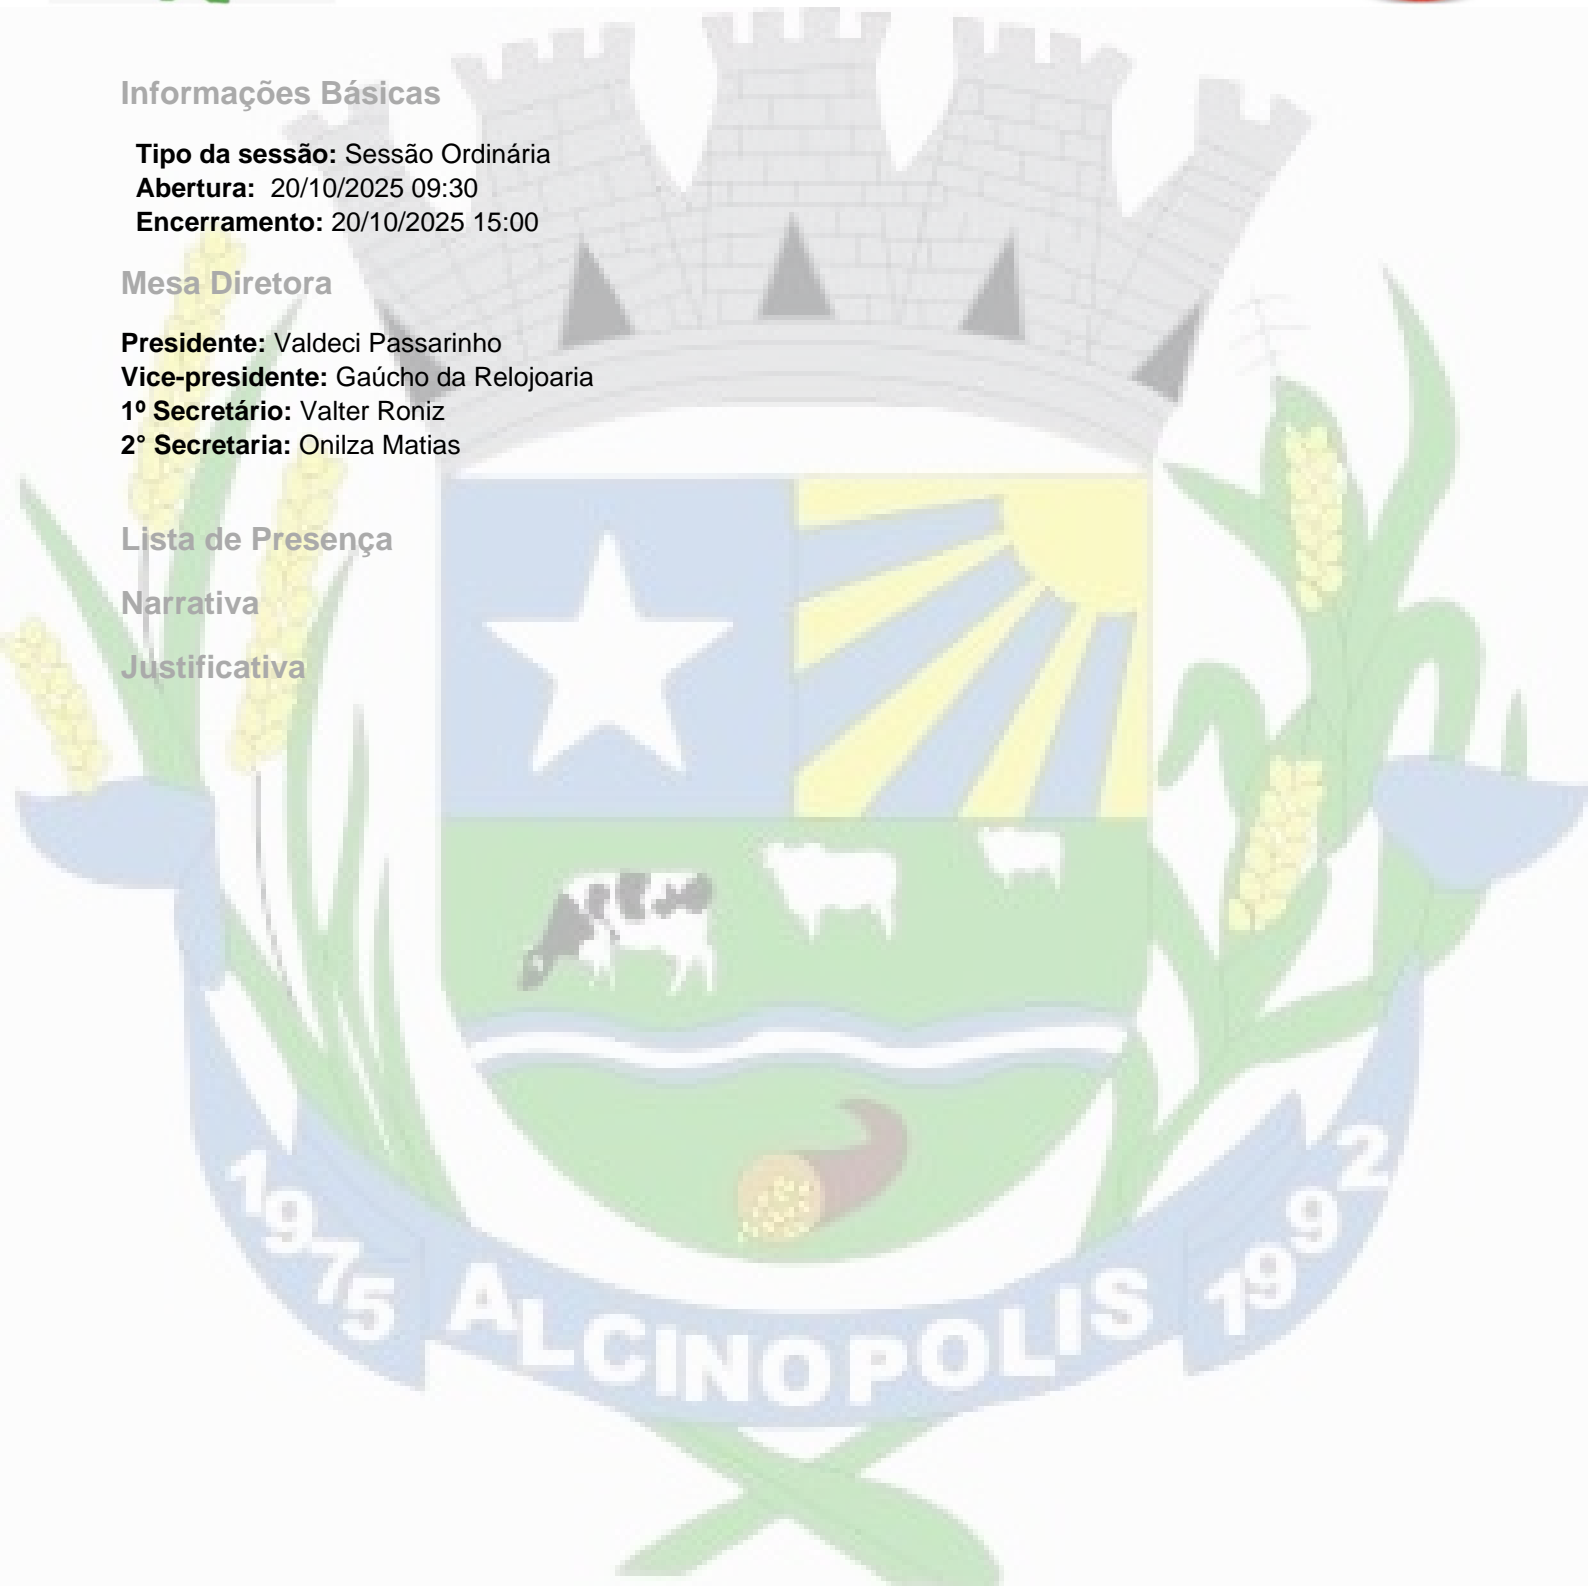 Informações Básicas
Tipo da sessão: Sessão Ordinária
Abertura: 20/10/2025 09:30
Encerramento: 20/10/2025 15:00
Mesa Diretora
Presidente: Valdeci Passarinho
Vice-presidente: Gaúcho da Relojoaria
1º Secretário: Valter Roniz
2° Secretaria: Onilza Matias
Lista de Presença
Narrativa
Justificativa
1975 ALCINOPOLIS 1992